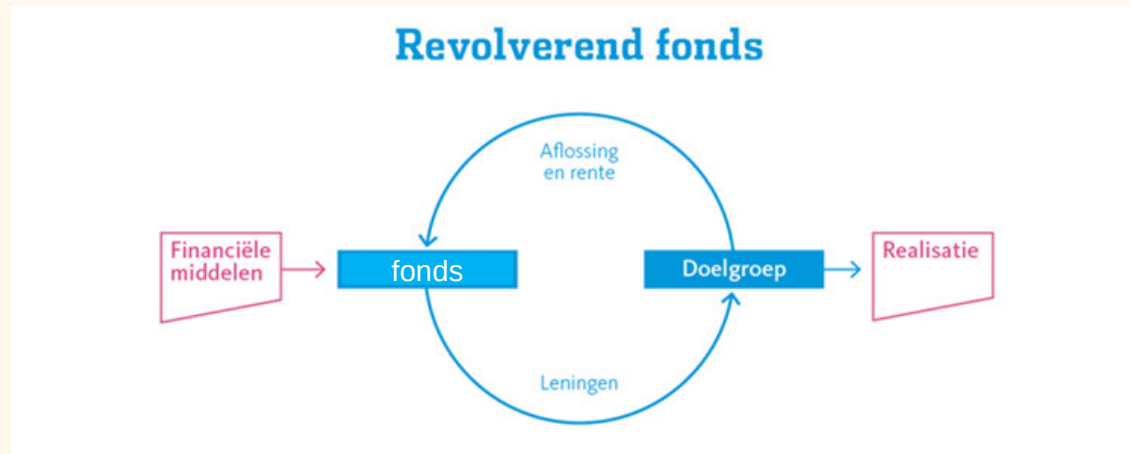 Revolverend fonds
Aflossing
en rente
Financiële
middelen
fonds
Doelgroep
Realisatie
Leningen